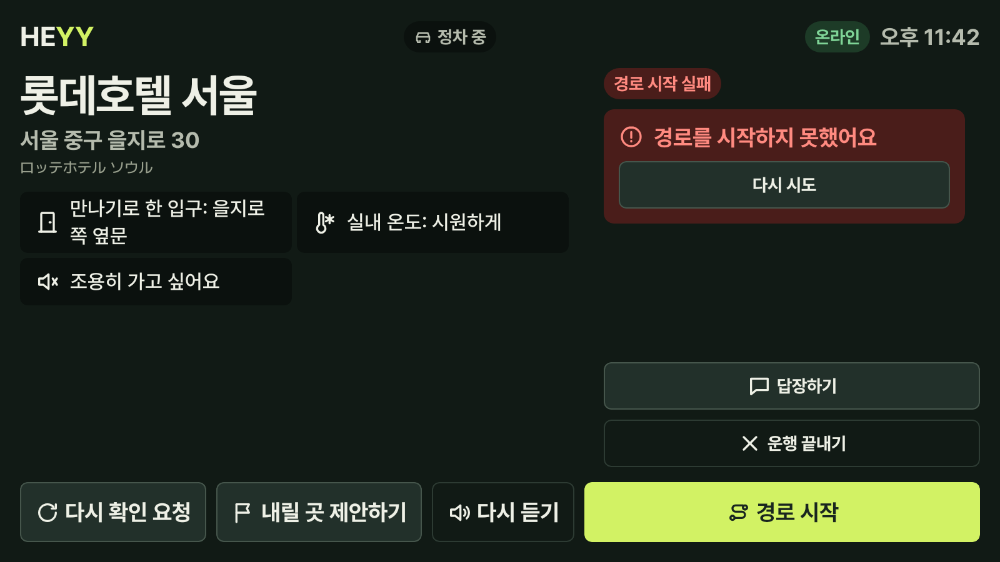 HEYY
정차 중
온라인
오후 11:42
롯데호텔 서울
서울 중구 을지로 30
ロッテホテル ソウル
만나기로 한 입구: 을지로
쪽 옆문
실내 온도: 시원하게
조용히 가고 싶어요
경로 시작 실패
경로를 시작하지 못했어요
다시 시도
답장하기
운행 끝내기
다시 확인 요청
내릴 곳 제안하기
다시 듣기
경로 시작